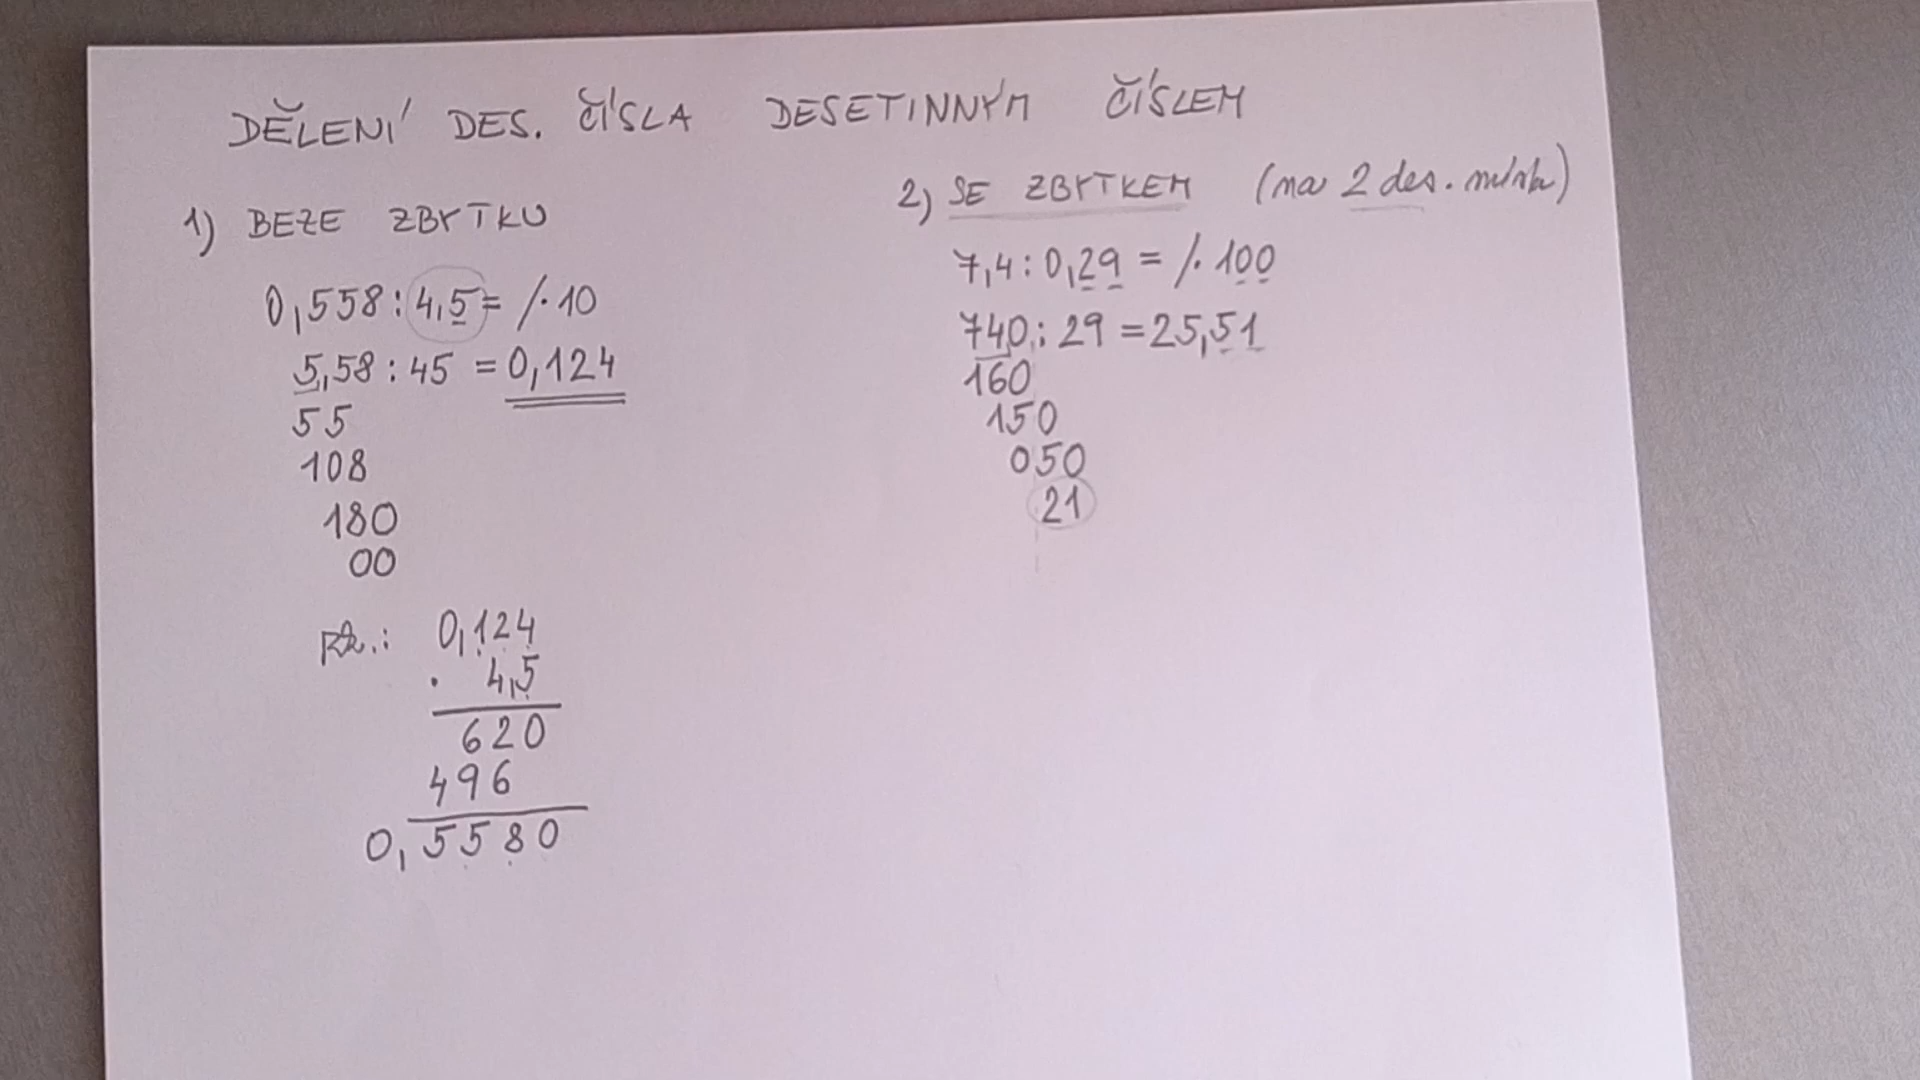 DĚLENÍ DES. ČÍSLA DESETINNÝM ČÍSLEM
1) BEZE ZBYTKU
0,558 : 4,5 = /· 10
5,58 : 45 = 0,124
55
108
180
00
Zk.: 0,124
· 4,5
620
496
0,5580
2) SE ZBYTKEM (na 2 des. místa)
7,4 : 0,29 = /· 100
740 : 29 = 25,51
160
150
050
21